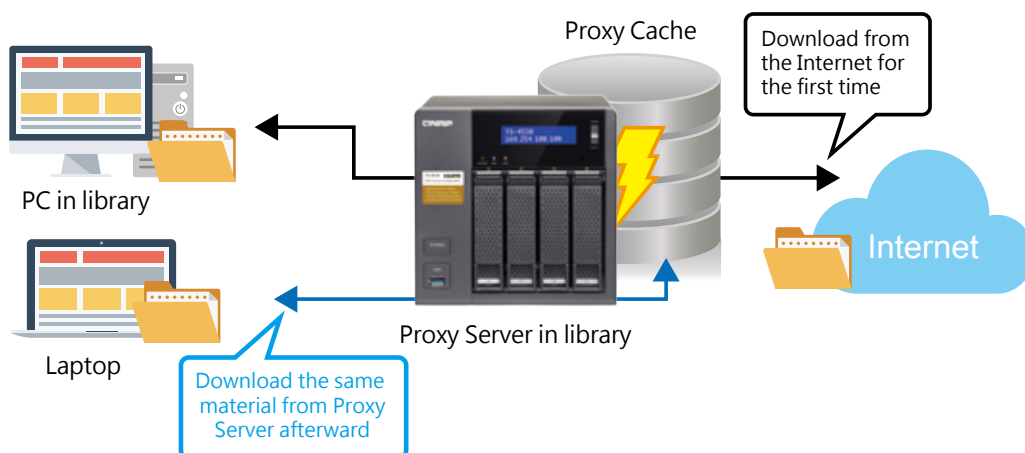 Proxy Cache
Download from
the Internet for
the first time
QNAP
PC in library
Internet
Proxy Server in library
Laptop
Download the same
material from Proxy
Server afterward